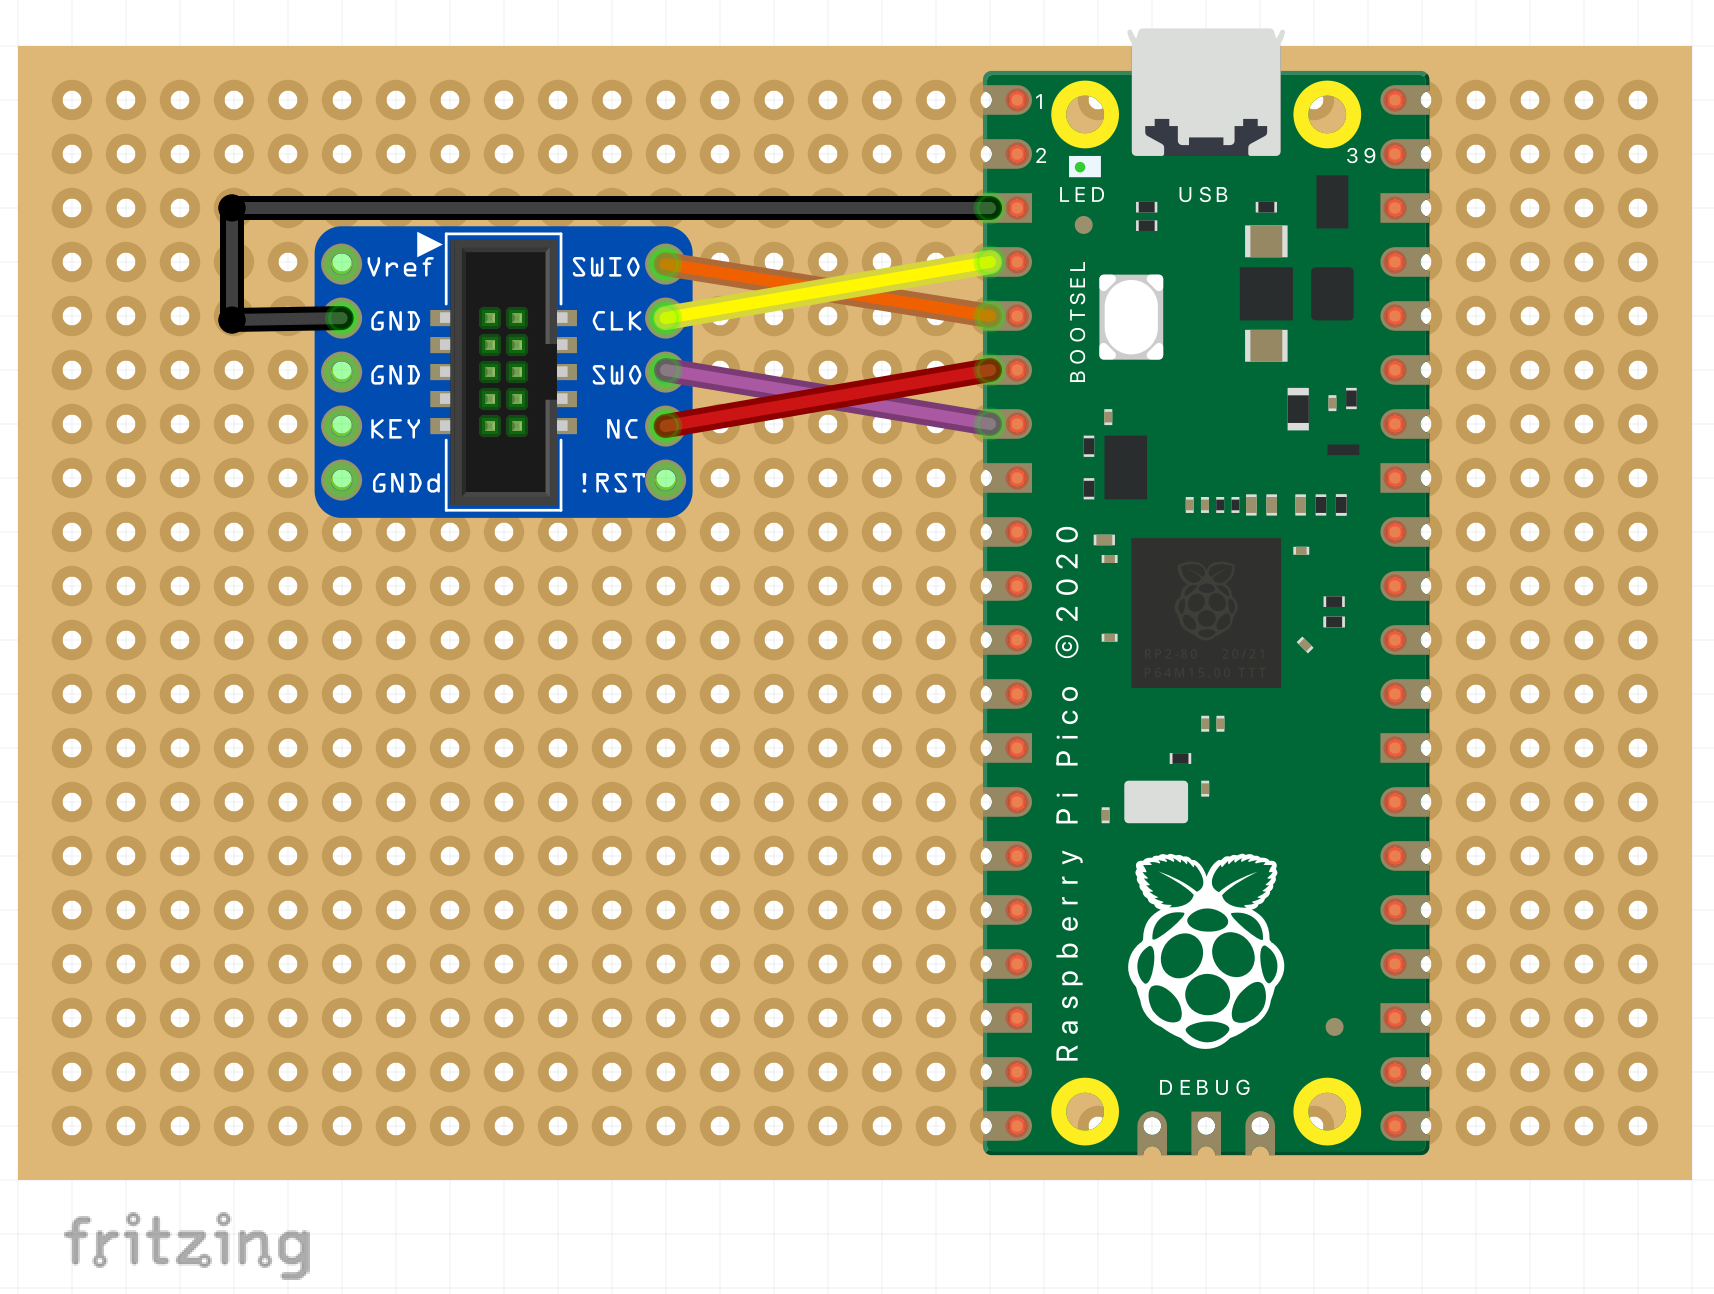 1
2
39
LED
USB
BOOTSEL
Vref
GND
GND
KEY
GNDd
SWIO
CLK
SWO
NC
!RST
Raspberry Pi Pico ©2020
RP2-80 20/21
P64M15.00 TTT
DEBUG
fritzing